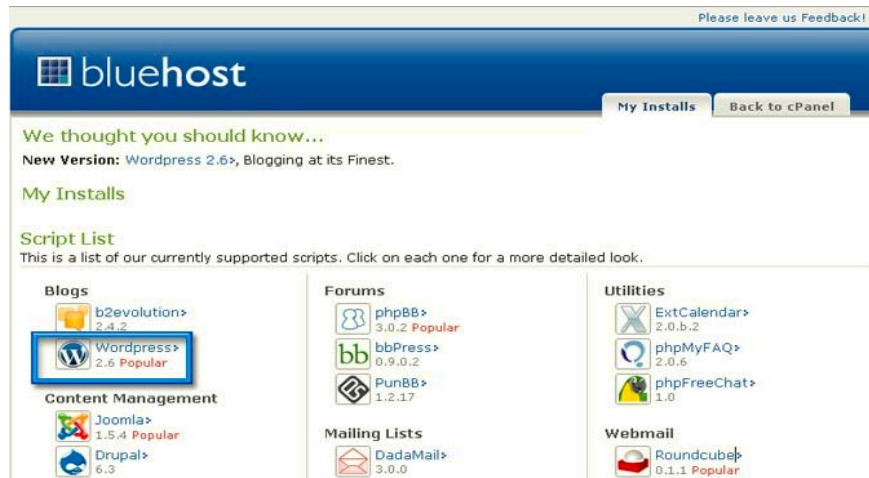 Please leave us Feedback!
bluehost
My Installs
Back to cPanel
We thought you should know...
New Version: Wordpress 2.6», Blogging at its Finest.
My Installs
Script List
This is a list of our currently supported scripts. Click on each one for a more detailed look.
Blogs
b2evolution»
2.4.2
Wordpress»
2.6 Popular
Content Management
Joomla»
1.5.4 Popular
Drupal»
6.3
Forums
phpBB»
3.0.2 Popular
bb
bbPress»
0.9.0.2
PunBB»
1.2.17
Mailing Lists
DadaMail»
3.0.0
Utilities
ExtCalendar»
2.0.b.2
phpMyFAQ»
2.0.6
phpFreeChat»
1.0
Webmail
Roundcube»
0.1.1 Popular